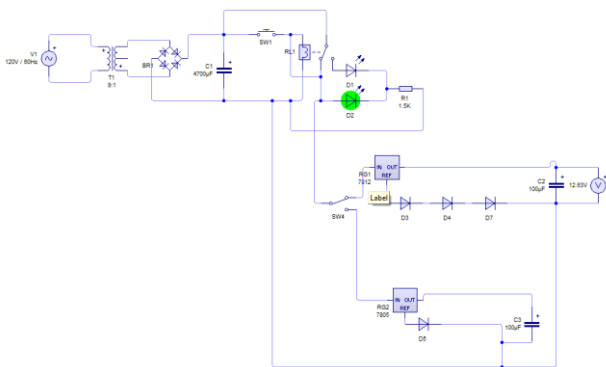 V1
120V / 60Hz
T1
9:1
BR1
C1
4700µF
SW1
RL1
D1
D2
R1
1.5K
RG1
7812
IN OUT
REF
Label
D3
D4
D7
C2
100µF
V
12.63V
SW4
RG2
7805
IN OUT
REF
D5
C3
100µF